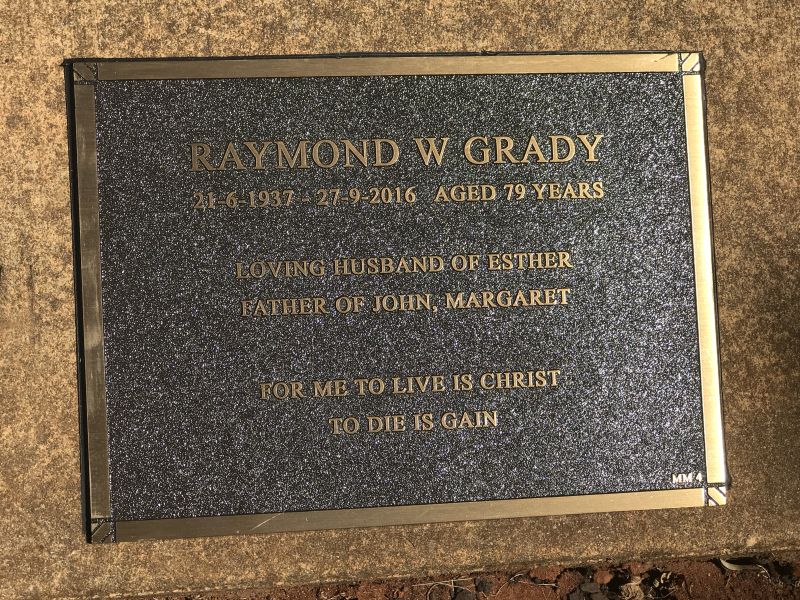 RAYMOND W GRADY
21-6-1937 - 27-9-2016 AGED 79 YEARS
LOVING HUSBAND OF ESTHER
FATHER OF JOHN, MARGARET
FOR ME TO LIVE IS CHRIST
TO DIE IS GAIN
MM 4